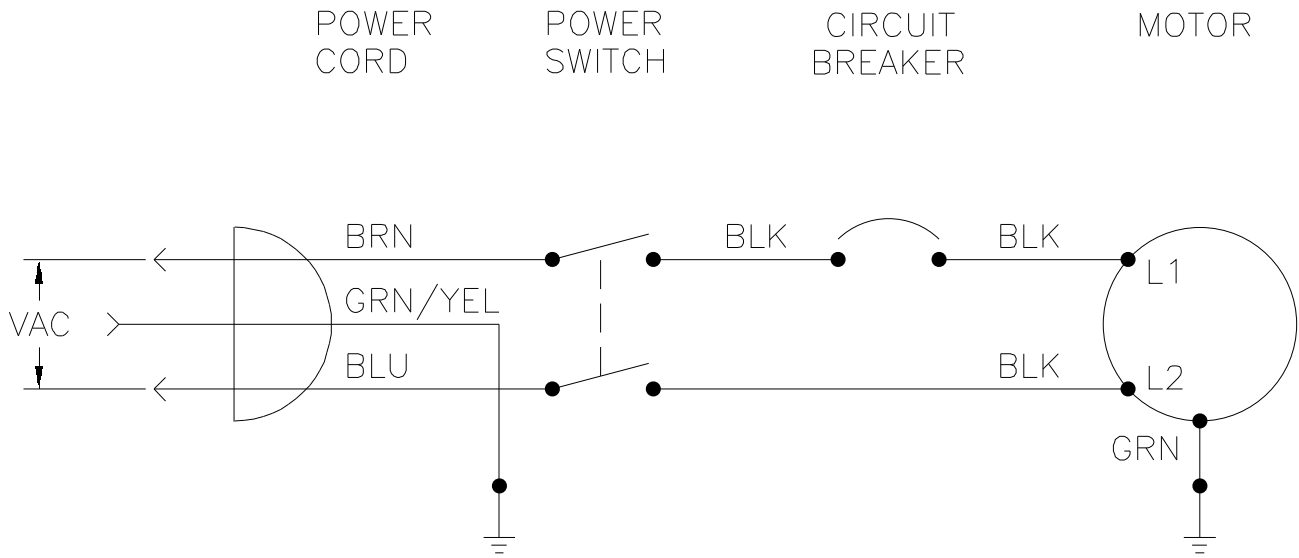 POWER
CORD
POWER
SWITCH
CIRCUIT
BREAKER
MOTOR
BRN
BLK
BLK
L1
GRN/YEL
VAC
BLU
BLK
L2
GRN